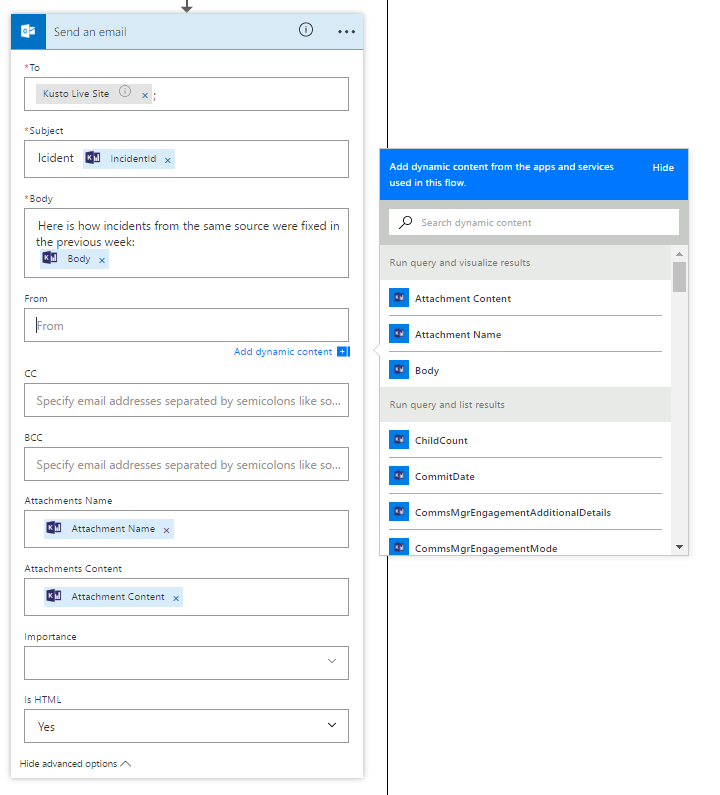 Send an email
*To
Kusto Live Site × ;
*Subject
Icident IncidentId ×
*Body
Here is how incidents from the same source were fixed in
the previous week:
Body ×
From
From
Add dynamic content
CC
Specify email addresses separated by semicolons like so...
BCC
Specify email addresses separated by semicolons like so...
Attachments Name
Attachment Name ×
Attachments Content
Attachment Content ×
Importance
Is HTML
Yes
Hide advanced options
Add dynamic content from the apps and services
used in this flow.
Hide
Search dynamic content
Run query and visualize results
Attachment Content
Attachment Name
Body
Run query and list results
ChildCount
CommitDate
CommsMgrEngagementAdditionalDetails
CommsMgrEngagementMode